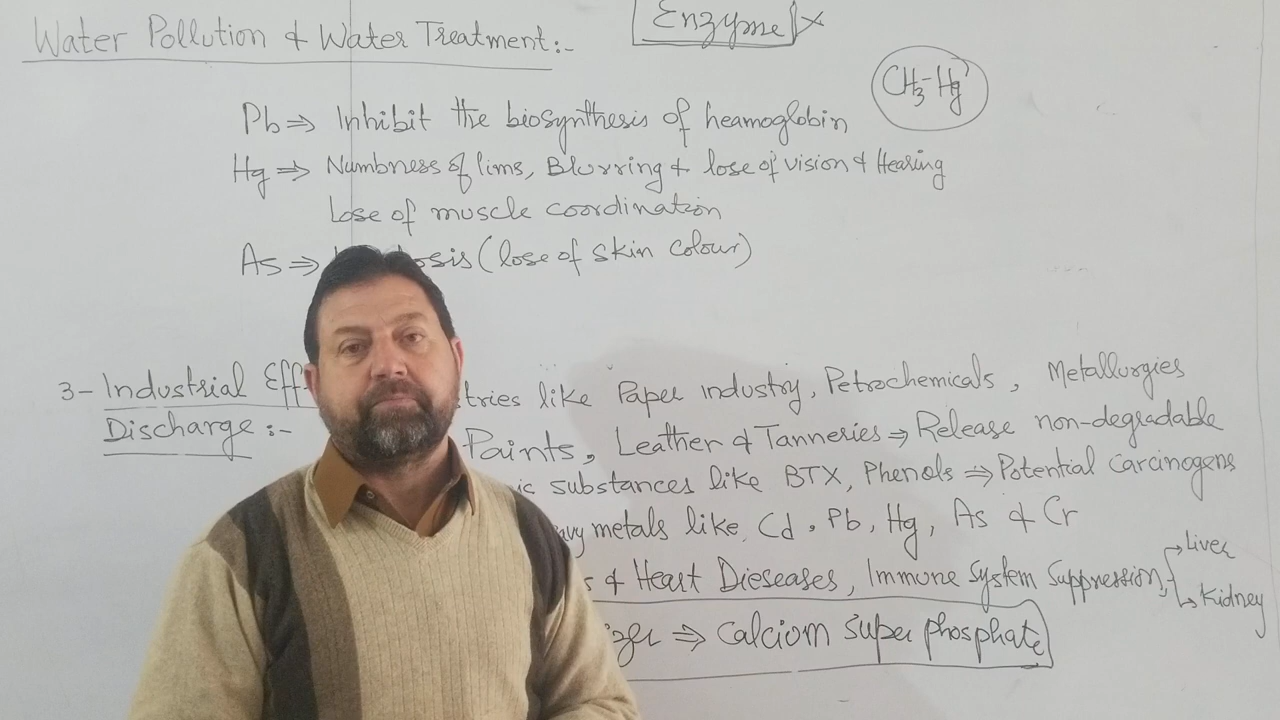 Enzyme x
Water Pollution & Water Treatment:-
CH3-Hg+
Pb⇒ Inhibit the biosynthesis of heamoglobin
Hg ⇒ Numbness of lims, Blurring & lose of vision & Hearing
Lose of muscle coordination
As ⇒ (lose of skin colour)
3- Industrial like Paper industry, Petrochemicals, Metallurgies
Discharge :- Paints, Leather & Tanneries ⇒ Release non-degradable
substances like BTX, Phenols ⇒ Potential Carcinogens
metals like Cd, Pb, Hg, As & Cr
& Heart Dieseases, Immune System Suppression, → Liver
→ Kidney
⇒ Calciom super phosphate